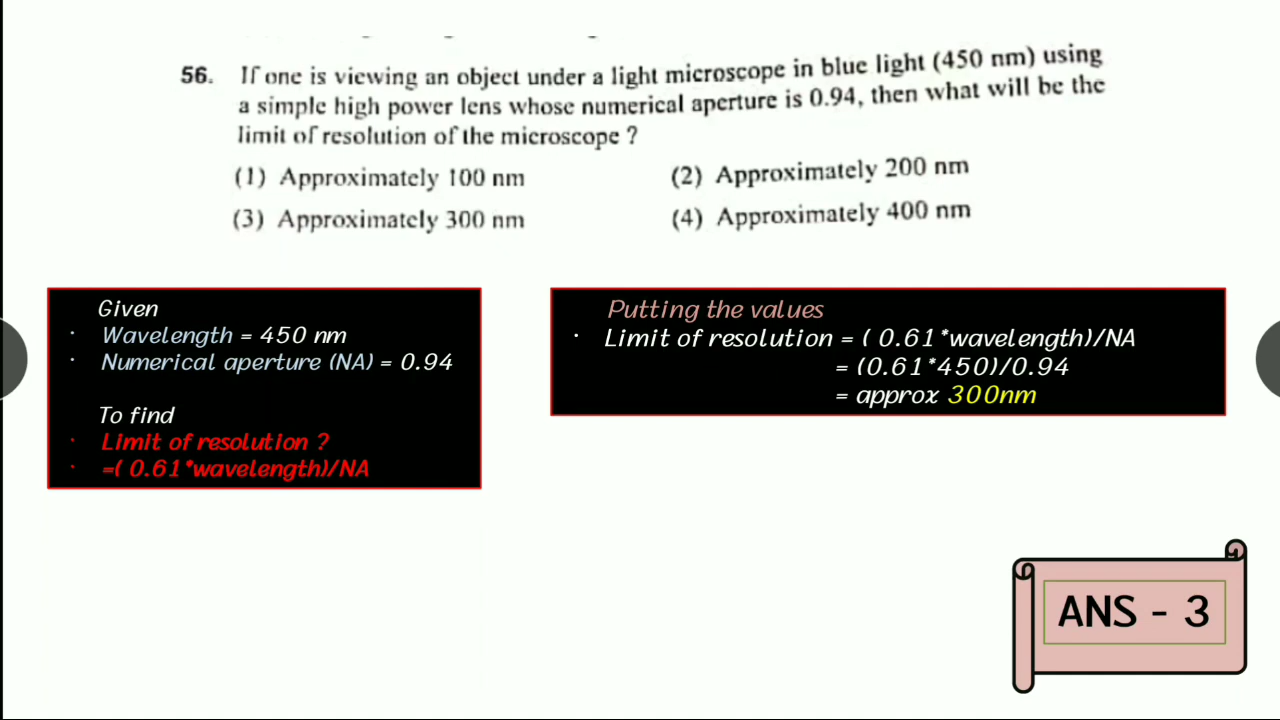 56. If one is viewing an object under a light microscope in blue light (450 nm) using
a simple high power lens whose numerical aperture is 0.94, then what will be the
limit of resolution of the microscope ?
(1) Approximately 100 nm
(2) Approximately 200 nm
(3) Approximately 300 nm
(4) Approximately 400 nm
Given
· Wavelength = 450 nm
· Numerical aperture (NA) = 0.94
To find
· Limit of resolution ?
· =( 0.61*wavelength)/NA
Putting the values
· Limit of resolution = ( 0.61*wavelength)/NA
= (0.61*450)/0.94
= approx 300nm
ANS - 3